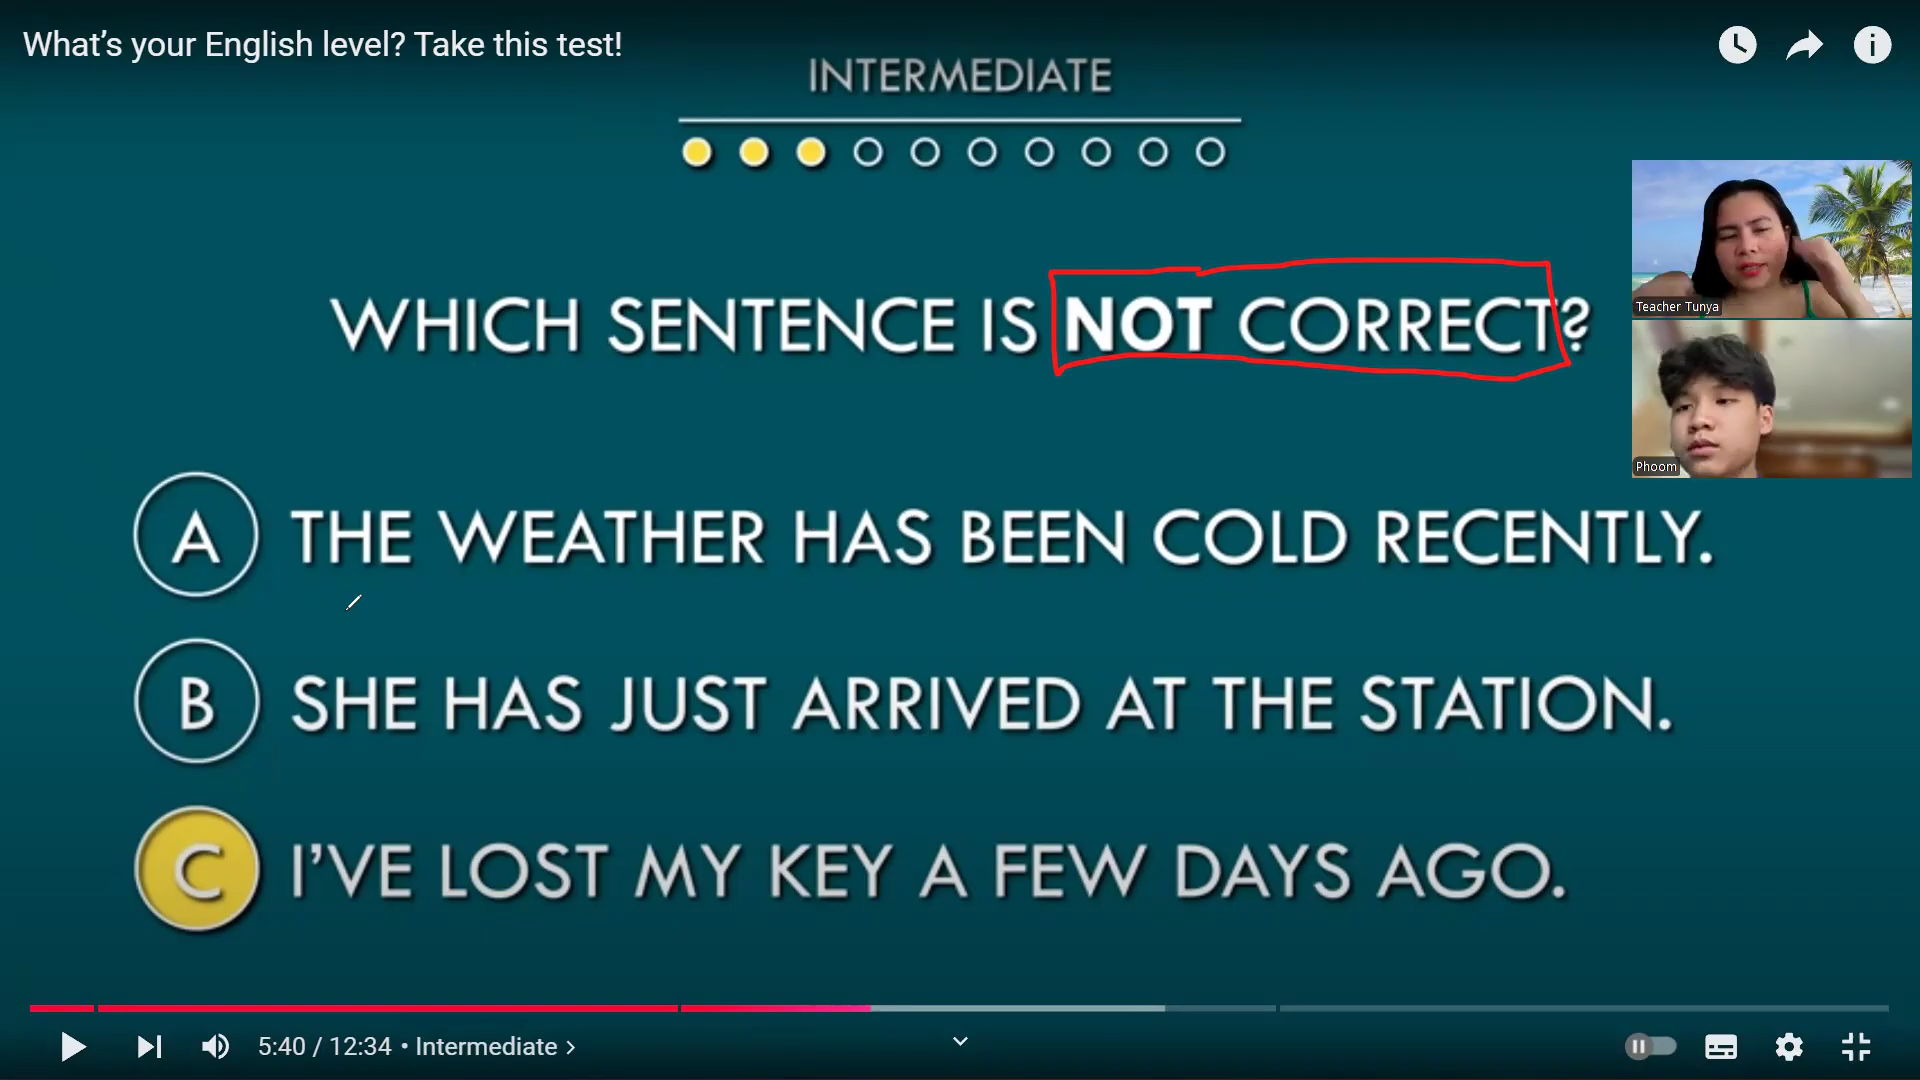 What's your English level? Take this test!
INTERMEDIATE
WHICH SENTENCE IS NOT CORRECT?
Teacher Tunya
Phoom
A THE WEATHER HAS BEEN COLD RECENTLY.
B SHE HAS JUST ARRIVED AT THE STATION.
C I'VE LOST MY KEY A FEW DAYS AGO.
5:40 / 12:34 • Intermediate >